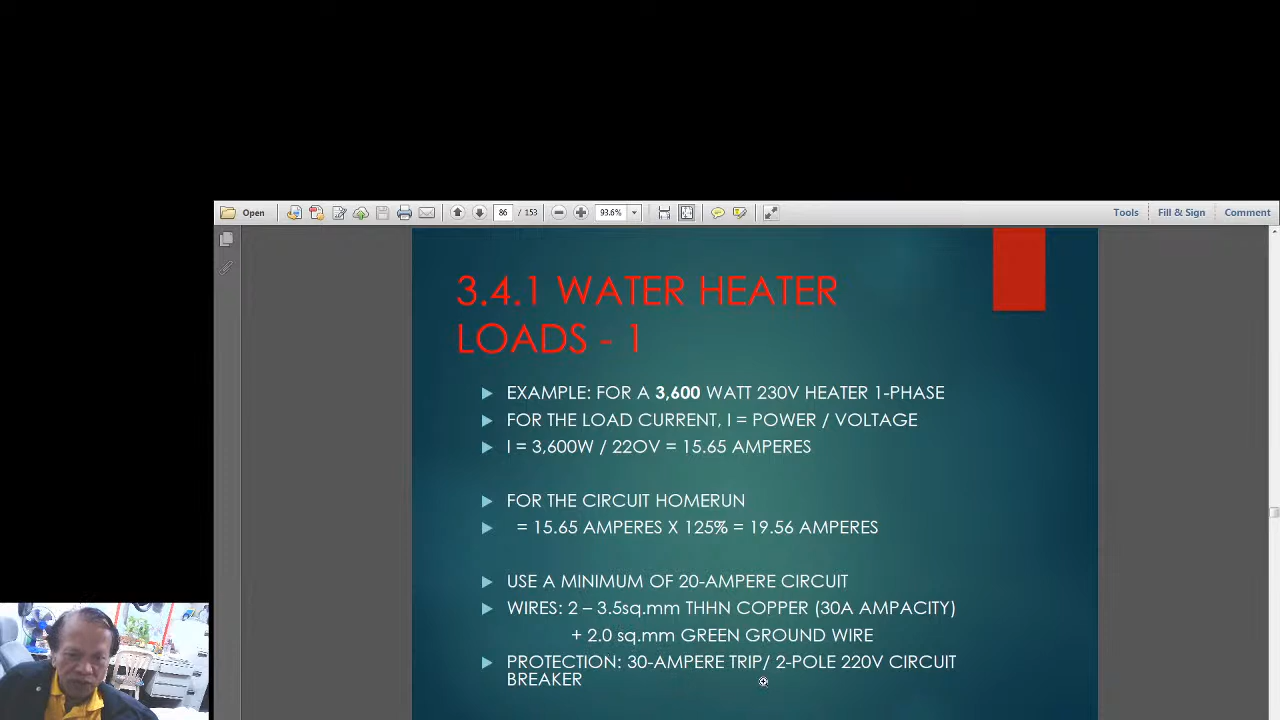 Open
86 / 153
93.6%
Tools
Fill & Sign
Comment
3.4.1 WATER HEATER
LOADS - 1
EXAMPLE: FOR A 3,600 WATT 230V HEATER 1-PHASE
FOR THE LOAD CURRENT, I = POWER / VOLTAGE
I = 3,600W / 22OV = 15.65 AMPERES
FOR THE CIRCUIT HOMERUN
= 15.65 AMPERES X 125% = 19.56 AMPERES
USE A MINIMUM OF 20-AMPERE CIRCUIT
WIRES: 2 – 3.5sq.mm THHN COPPER (30A AMPACITY)
+ 2.0 sq.mm GREEN GROUND WIRE
PROTECTION: 30-AMPERE TRIP/ 2-POLE 220V CIRCUIT
BREAKER